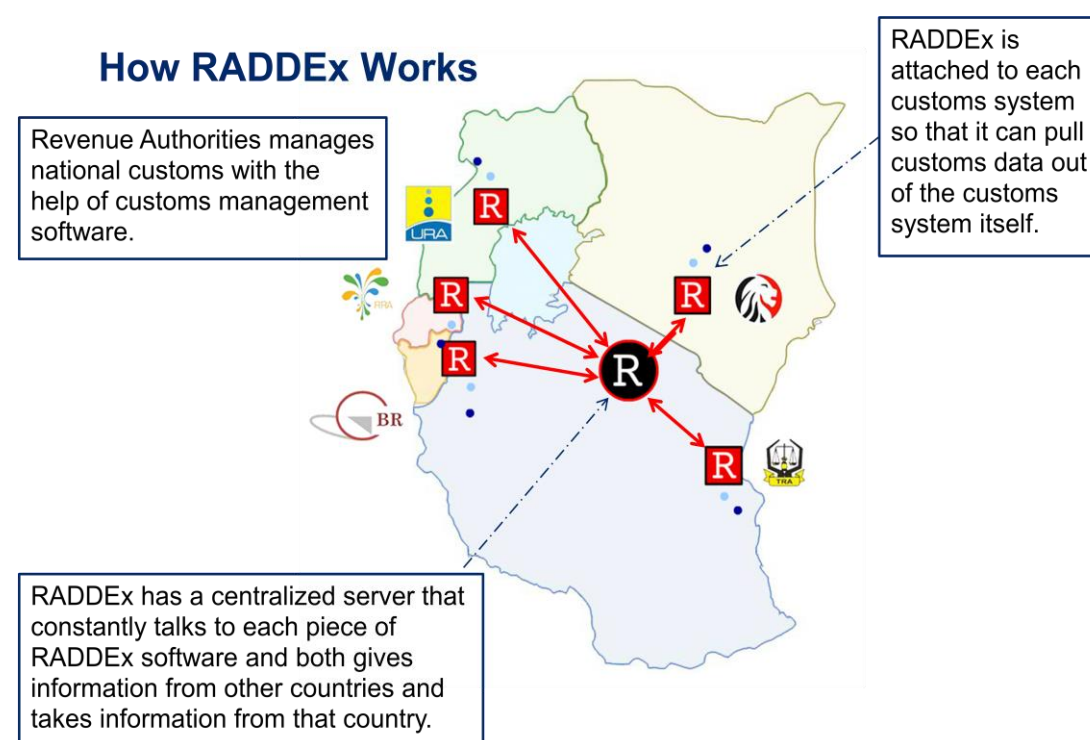 How RADDEx Works
RADDEx is
attached to each
customs system
so that it can pull
customs data out
of the customs
system itself.
Revenue Authorities manages
national customs with the
help of customs management
software.
URA
R
RRA
R
R
R
R
BR
R
TRA
RADDEx has a centralized server that
constantly talks to each piece of
RADDEx software and both gives
information from other countries and
takes information from that country.